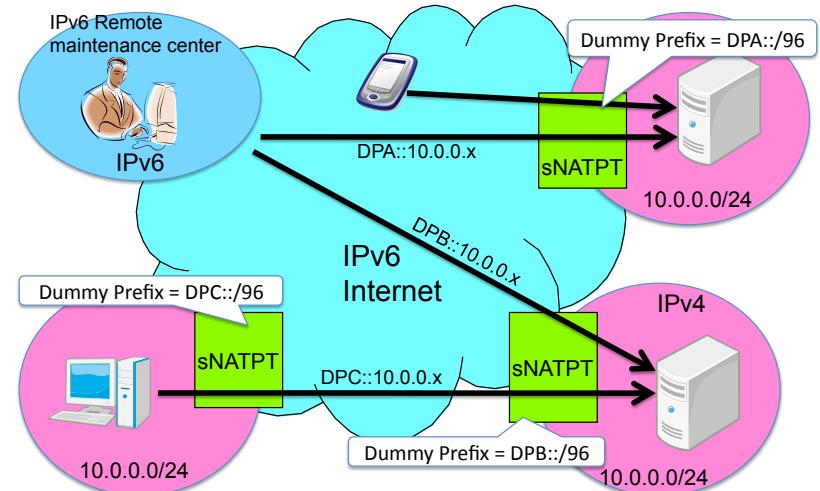 IPv6 Remote
maintenance center
IPv6
Dummy Prefix = DPA::/96
DPA::10.0.0.x
sNATPT
10.0.0.0/24
DPB::10.0.0.x
IPv6
Internet
Dummy Prefix = DPC::/96
IPv4
sNATPT
DPC::10.0.0.x
sNATPT
Dummy Prefix = DPB::/96
10.0.0.0/24
10.0.0.0/24